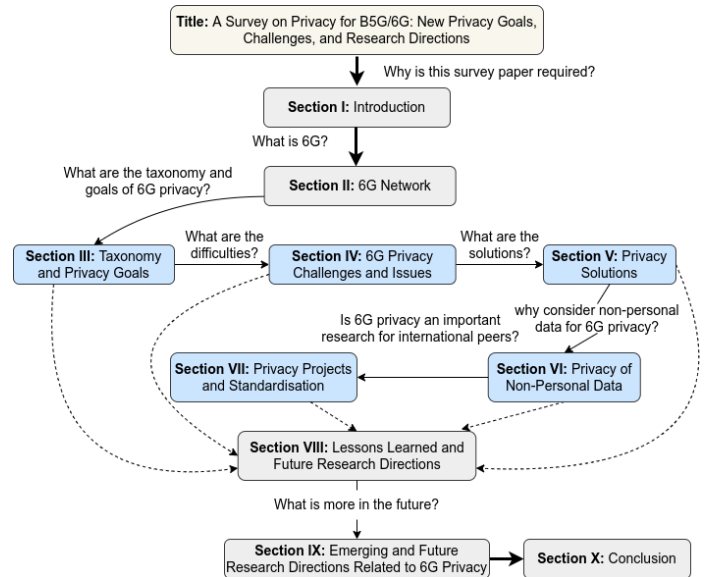 Title: A Survey on Privacy for B5G/6G: New Privacy Goals,
Challenges, and Research Directions
Why is this survey paper required?
Section I: Introduction
What is 6G?
Section II: 6G Network
What are the taxonomy and
goals of 6G privacy?
Section III: Taxonomy
and Privacy Goals
What are the
difficulties?
Section IV: 6G Privacy
Challenges and Issues
What are the
solutions?
Section V: Privacy
Solutions
why consider non-personal
data for 6G privacy?
Is 6G privacy an important
research for international peers?
Section VII: Privacy Projects
and Standardisation
Section VI: Privacy of
Non-Personal Data
Section VIII: Lessons Learned and
Future Research Directions
What is more in the future?
Section IX: Emerging and Future
Research Directions Related to 6G Privacy
Section X: Conclusion